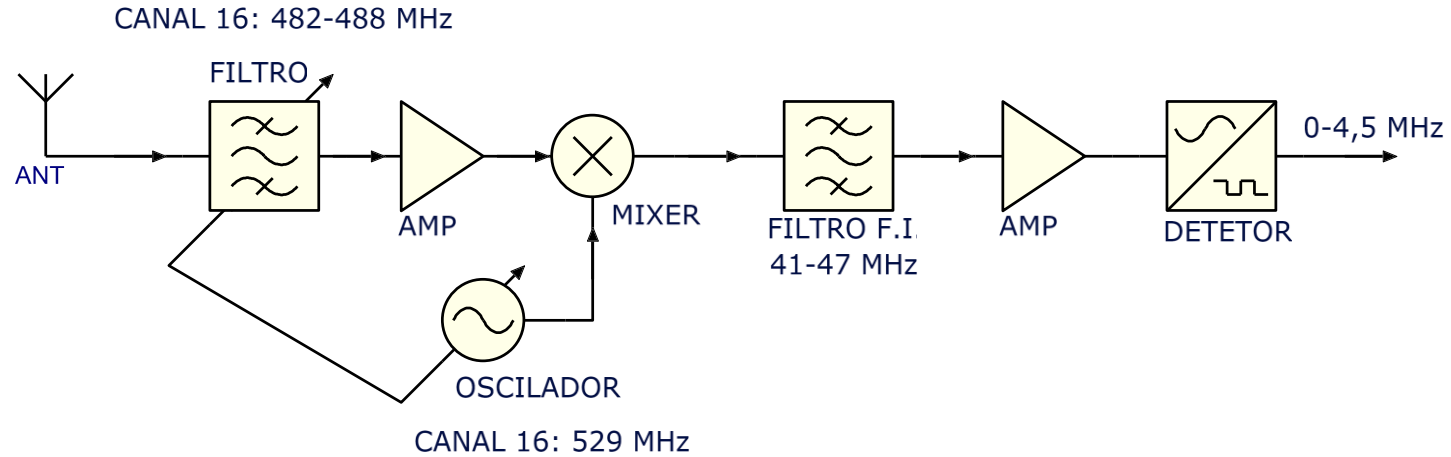 CANAL 16: 482-488 MHz
FILTRO
ANT
AMP
MIXER
FILTRO F.I.
41-47 MHz
AMP
DETETOR
0-4,5 MHz
OSCILADOR
CANAL 16: 529 MHz